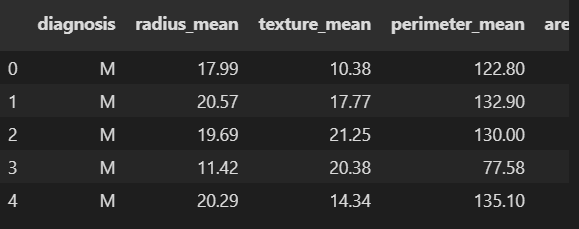 diagnosis radius_mean texture_mean perimeter_mean are
0 M 17.99 10.38 122.80
1 M 20.57 17.77 132.90
2 M 19.69 21.25 130.00
3 M 11.42 20.38 77.58
4 M 20.29 14.34 135.10